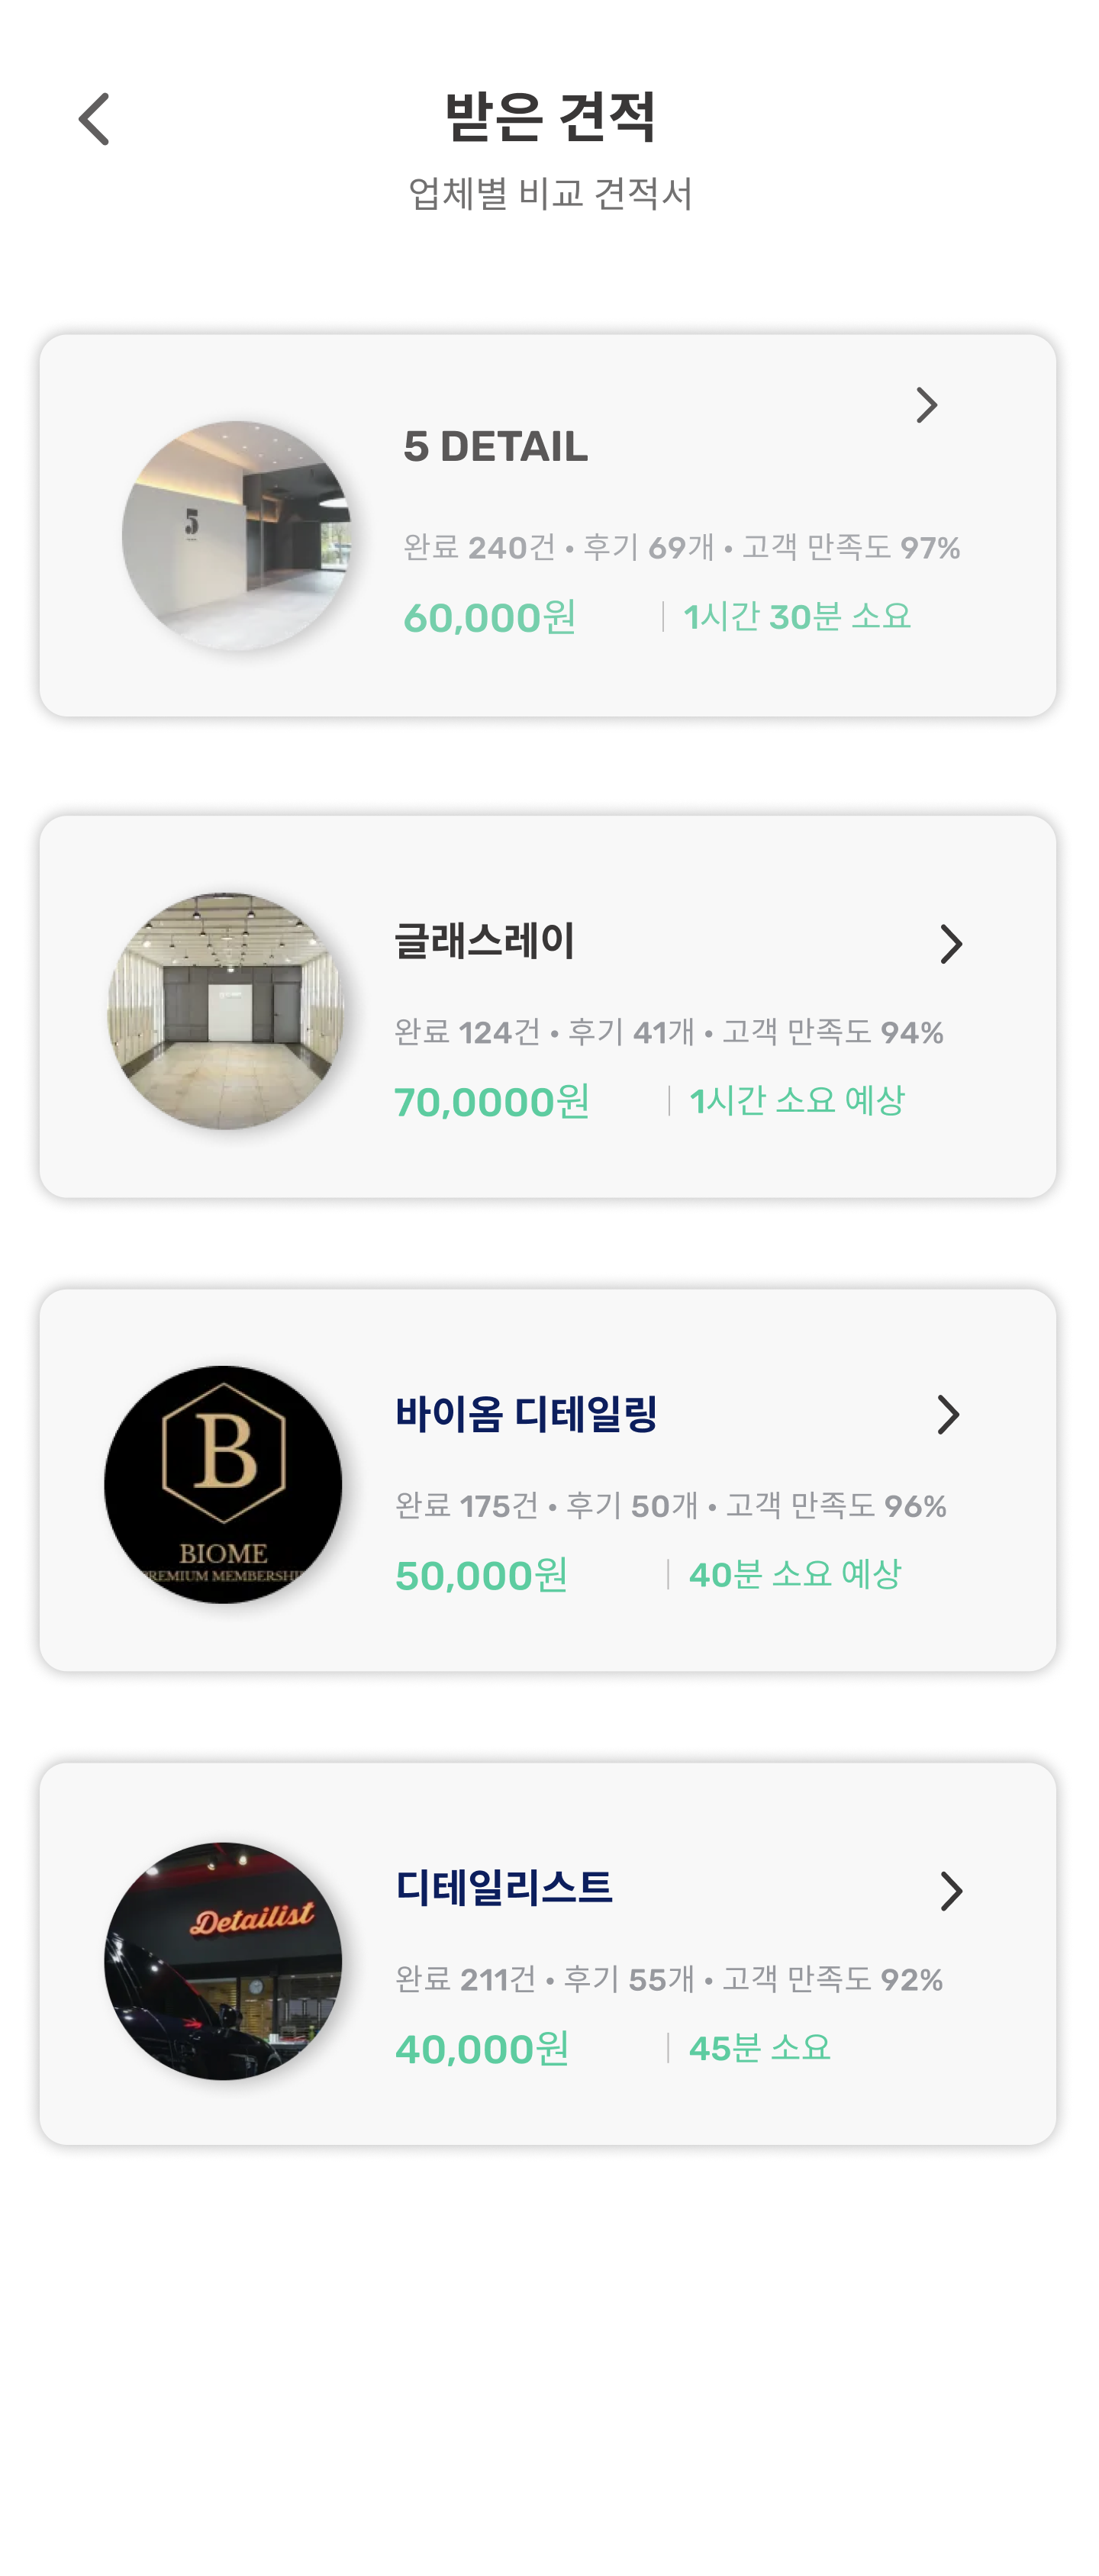 받은 견적
업체별 비교 견적서
5
5 DETAIL
완료 240건 • 후기 69개 • 고객 만족도 97%
60,000원 | 1시간 30분 소요
글래스레이
완료 124건 • 후기 41개 • 고객 만족도 94%
70,0000원 | 1시간 소요 예상
B
BIOME
PREMIUM MEMBERSHI
바이옴 디테일링
완료 175건 • 후기 50개 • 고객 만족도 96%
50,000원 | 40분 소요 예상
Detailist
디테일리스트
완료 211건 • 후기 55개 • 고객 만족도 92%
40,000원 | 45분 소요